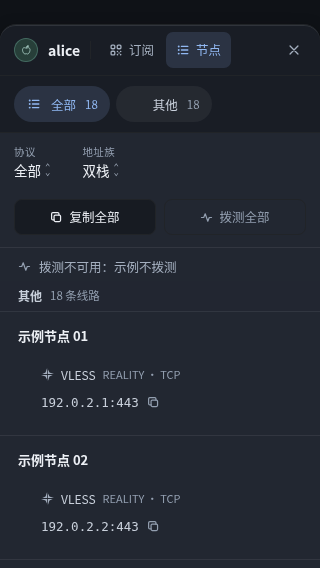 alice 订阅 节点
全部 18 其他 18
协议 地址族
全部 双栈
复制全部 拨测全部
拨测不可用：示例不拨测
其他 18 条线路
示例节点 01
VLESS REALITY · TCP
192.0.2.1:443
示例节点 02
VLESS REALITY · TCP
192.0.2.2:443